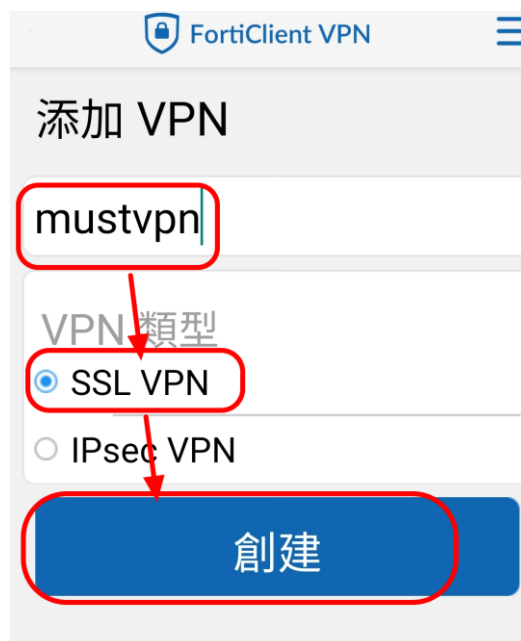 FortiClient VPN
添加 VPN
mustvpn
VPN 類型
SSL VPN
IPsec VPN
創建